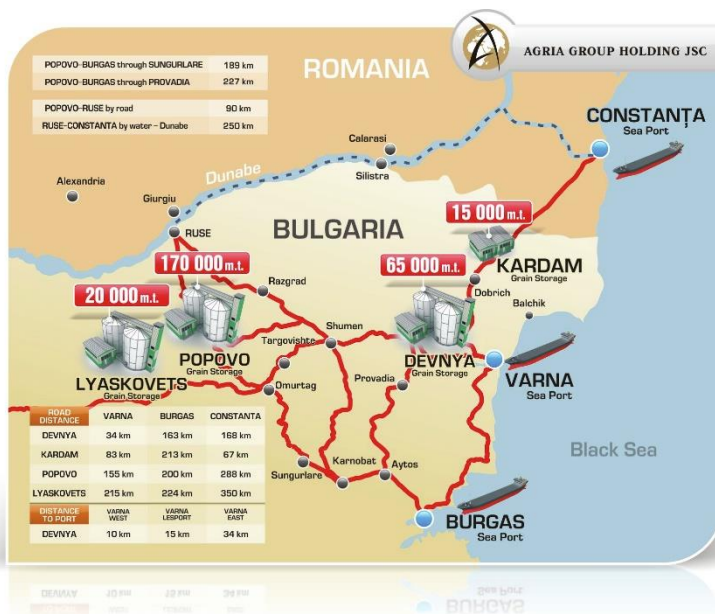 AGRIA GROUP HOLDING JSC
POPOVO-BURGAS through SUNGURLARE 189 km
POPOVO-BURGAS through PROVADIA 227 km
POPOVO-RUSE by road 90 km
RUSE-CONSTANTA by water - Dunabe 250 km
ROMANIA
CONSTANȚA
Sea Port
Calarasi
Silistra
Dunabe
Alexandria
Giurgiu
RUSE
BULGARIA
15 000 m.t.
KARDAM
Grain Storage
170 000 m.t.
65 000 m.t.
20 000 m.t.
Razgrad
Dobrich
Balchik
Targovishte
Shumen
POPOVO
Grain Storage
DEVNYA
Grain Storage
LYASKOVETS
Grain Storage
Omurtag
Provadia
VARNA
Sea Port
Black Sea
Sungurlare
Karnobat
Aytos
BURGAS
Sea Port
ROAD DISTANCE VARNA BURGAS CONSTANTA
DEVNYA 34 km 163 km 168 km
KARDAM 83 km 213 km 67 km
POPOVO 155 km 200 km 288 km
LYASKOVETS 215 km 224 km 350 km
DISTANCE TO PORT VARNA WEST VARNA LESPORT VARNA EAST
DEVNYA 10 km 15 km 34 km